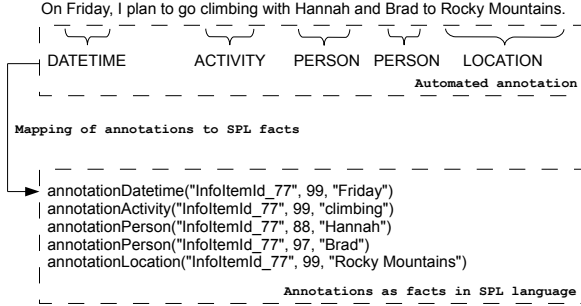 On Friday, I plan to go climbing with Hannah and Brad to Rocky Mountains.
DATETIME ACTIVITY PERSON PERSON LOCATION
Automated annotation
Mapping of annotations to SPL facts
annotationDatetime("InfoItemId_77", 99, "Friday")
annotationActivity("InfoItemId_77", 99, "climbing")
annotationPerson("InfoItemId_77", 88, "Hannah")
annotationPerson("InfoItemId_77", 97, "Brad")
annotationLocation("InfoItemId_77", 99, "Rocky Mountains")
Annotations as facts in SPL language